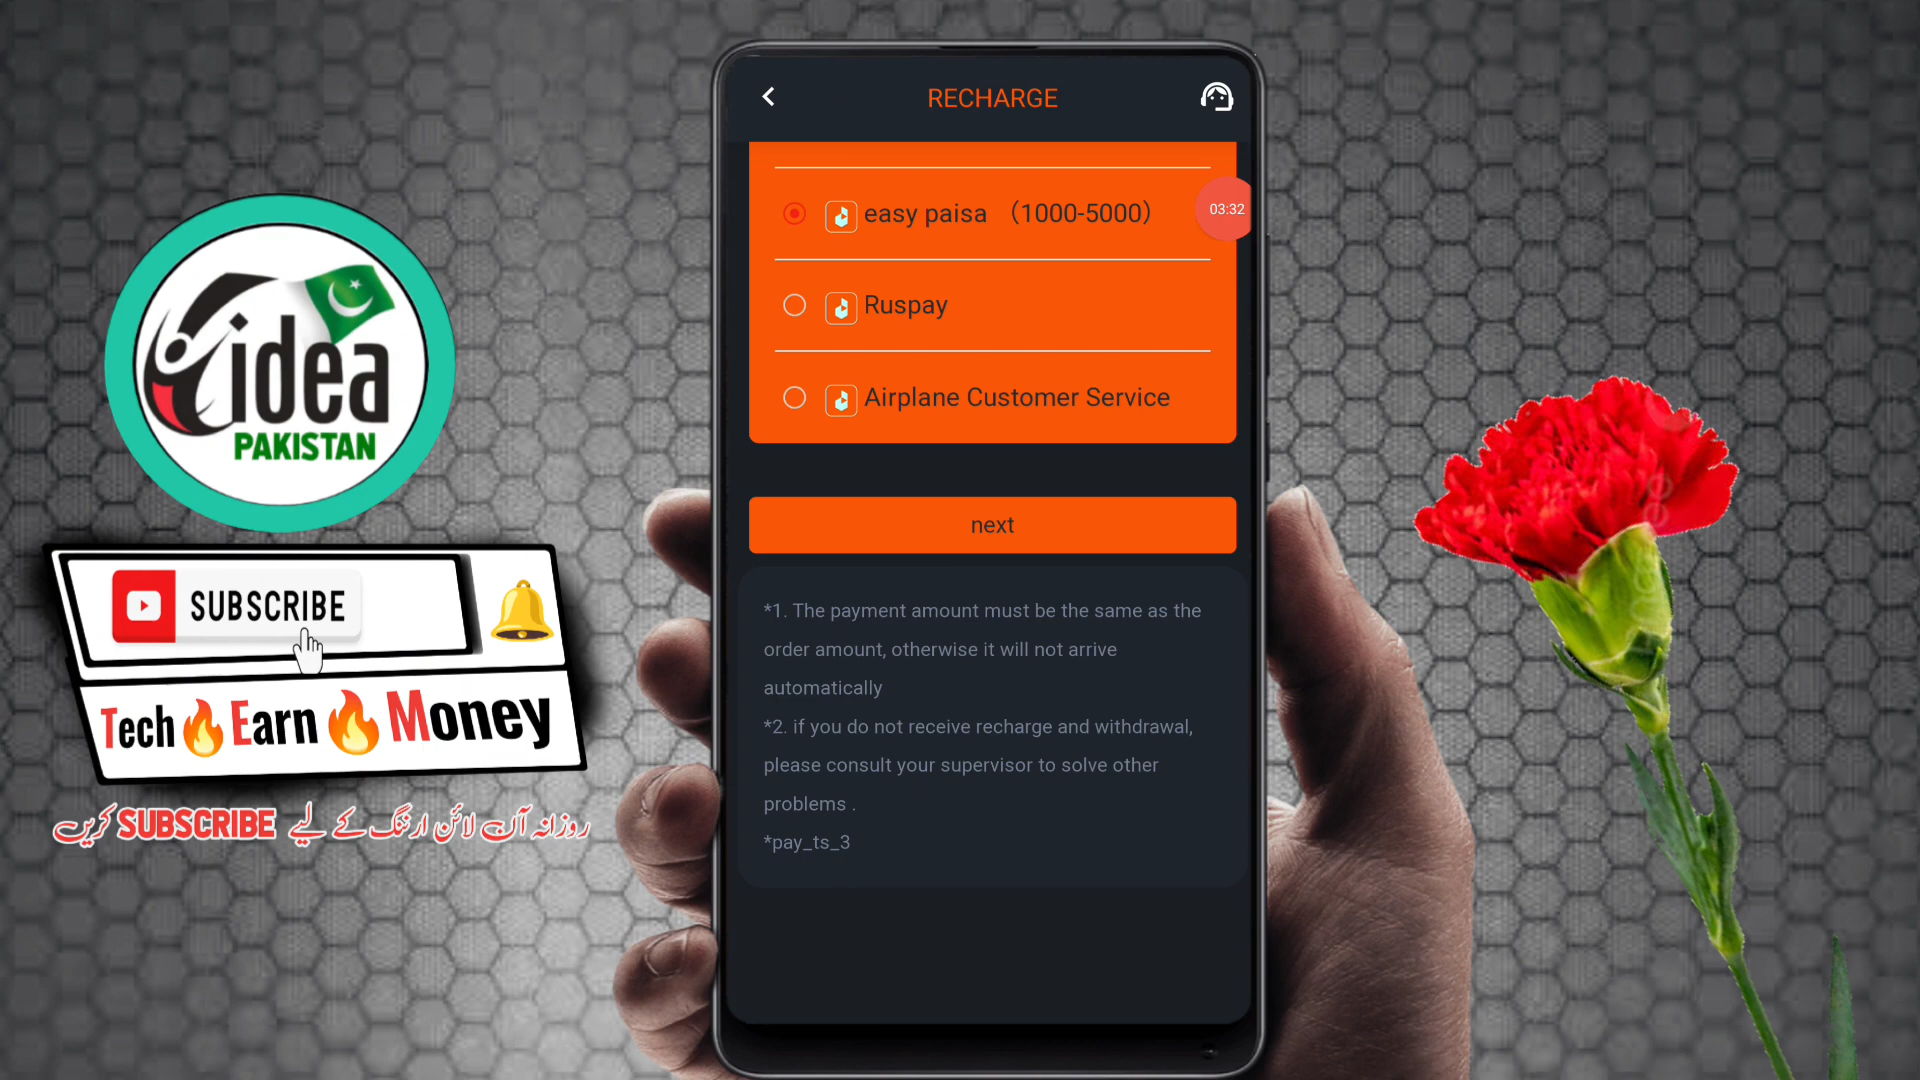 idea
PAKISTAN
SUBSCRIBE
Tech Earn Money
روزانہ آن لائن ارننگ کے لیے SUBSCRIBE کریں
RECHARGE
easy paisa （1000-5000）
03:32
Ruspay
Airplane Customer Service
next
*1. The payment amount must be the same as the
order amount, otherwise it will not arrive
automatically
*2. if you do not receive recharge and withdrawal,
please consult your supervisor to solve other
problems .
*pay_ts_3